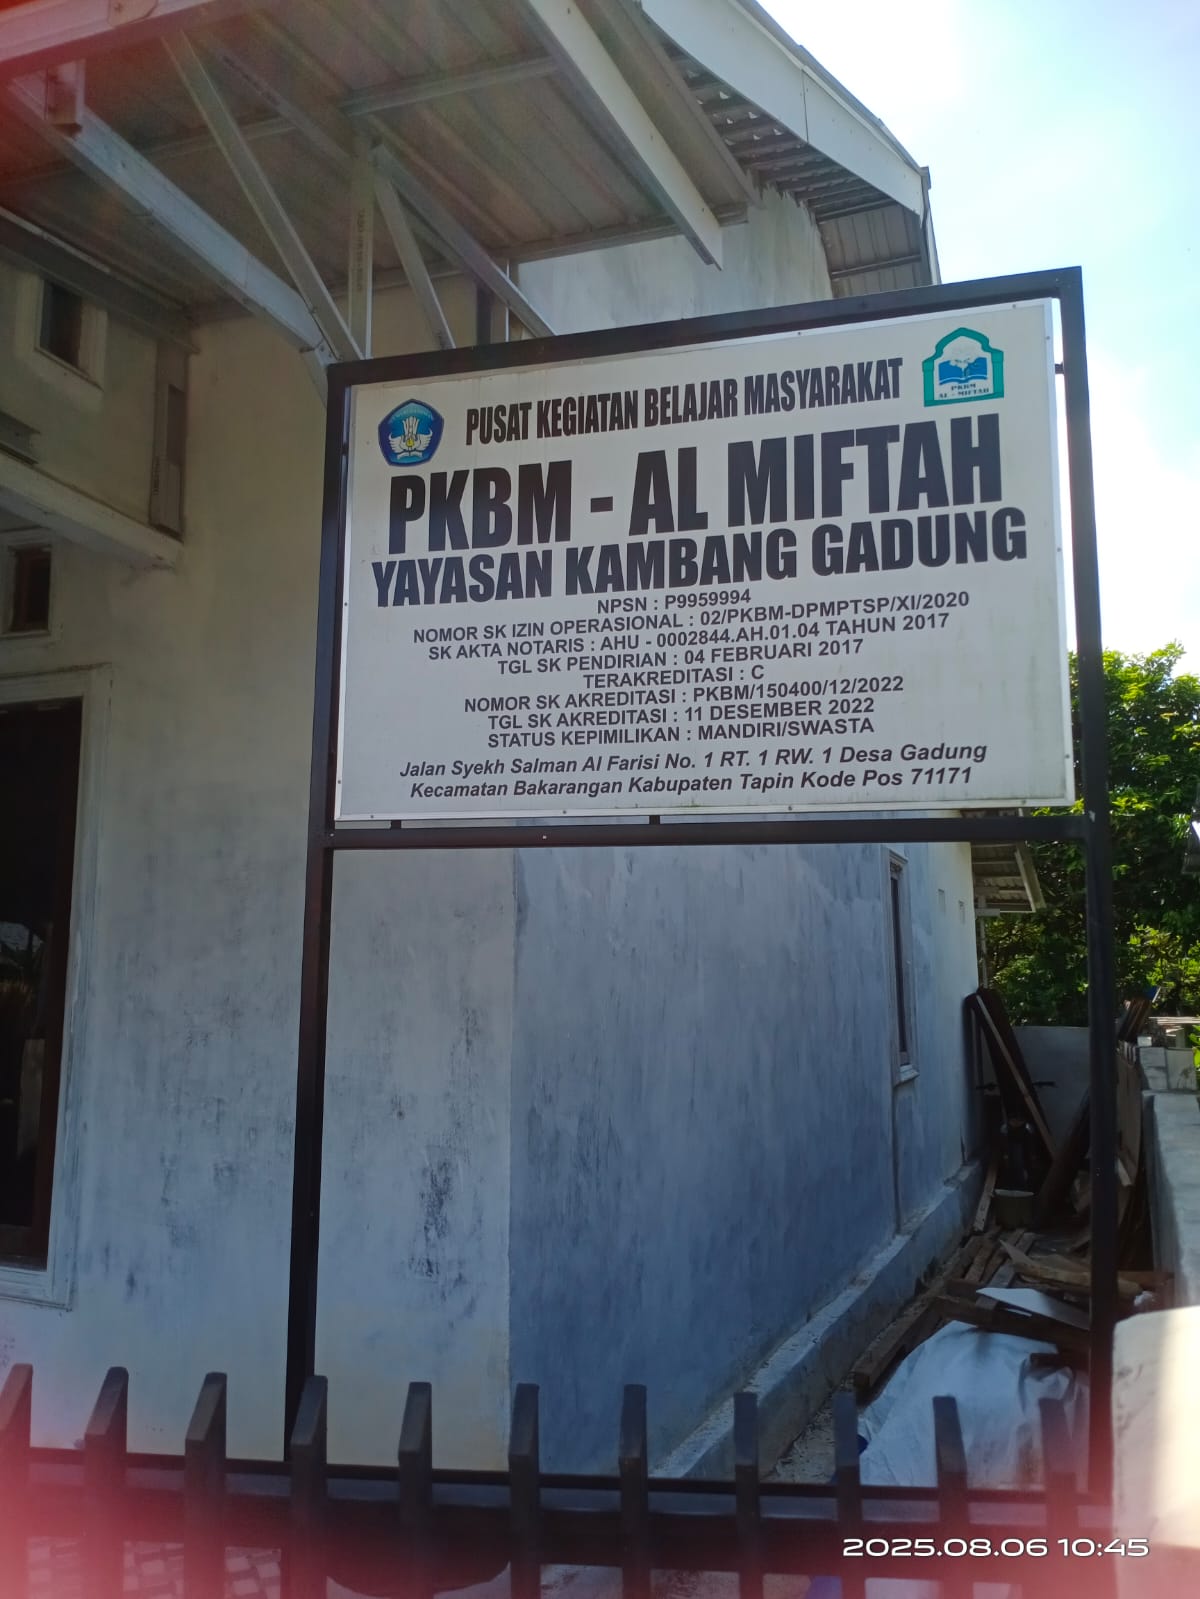 PUSAT KEGIATAN BELAJAR MASYARAKAT
PKBM
AL - MIFTAH
PKBM - AL MIFTAH
YAYASAN KAMBANG GADUNG
NPSN : P9959994
NOMOR SK IZIN OPERASIONAL : 02/PKBM-DPMPTSP/XI/2020
SK AKTA NOTARIS : AHU - 0002844.AH.01.04 TAHUN 2017
TGL SK PENDIRIAN : 04 FEBRUARI 2017
TERAKREDITASI : C
NOMOR SK AKREDITASI : PKBM/150400/12/2022
TGL SK AKREDITASI : 11 DESEMBER 2022
STATUS KEPIMILIKAN : MANDIRI/SWASTA
Jalan Syekh Salman Al Farisi No. 1 RT. 1 RW. 1 Desa Gadung
Kecamatan Bakarangan Kabupaten Tapin Kode Pos 71171
2025.08.06 10:45